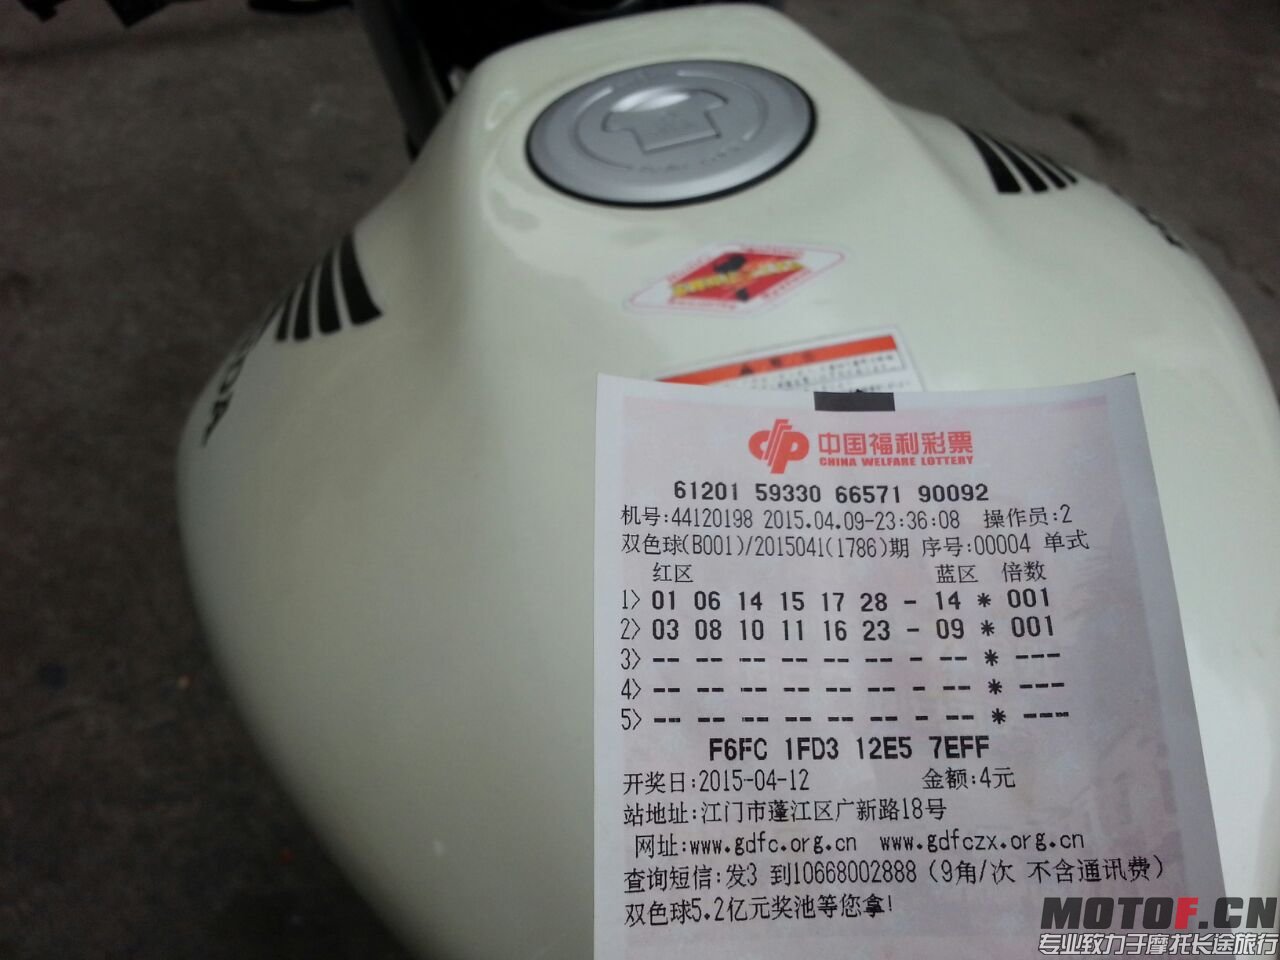 中国福利彩票
CHINA WELFARE LOTTERY
61201 59330 66571 90092
机号:44120198 2015.04.09-23:36:08 操作员:2
双色球(B001)/2015041(1786)期 序号:00004 单式
红区 蓝区 倍数
1> 01 06 14 15 17 28 - 14 * 001
2> 03 08 10 11 16 23 - 09 * 001
3> -- -- -- -- -- -- - -- * ---
4> -- -- -- -- -- -- - -- * ---
5> -- -- -- -- -- -- - -- * ---
F6FC 1FD3 12E5 7EFF
开奖日:2015-04-12 金额:4元
站地址:江门市蓬江区广新路18号
网址:www.gdfc.org.cn www.gdfczx.org.cn
查询短信:发3 到10668002888 (9角/次 不含通讯费)
双色球5.2亿元奖池等您拿!
MOTOF.CN
专业致力于摩托长途旅行